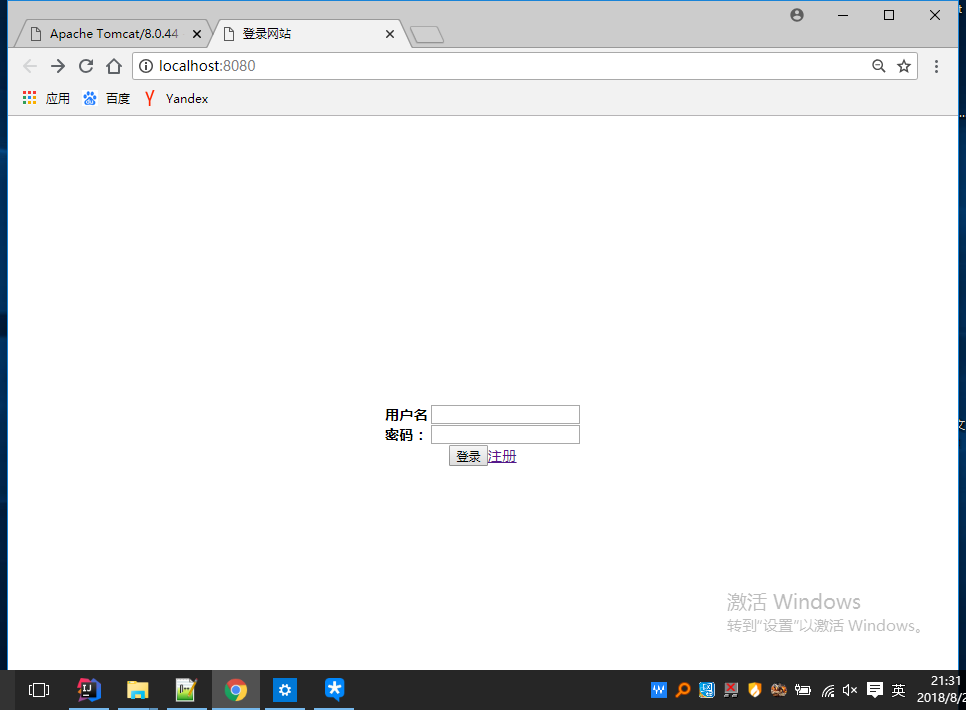 Apache Tomcat/8.0.44
登录网站
localhost:8080
应用 百度 Yandex
用户名
密码：
登录注册
激活 Windows
转到“设置”以激活 Windows。
英
21:31
2018/8/2